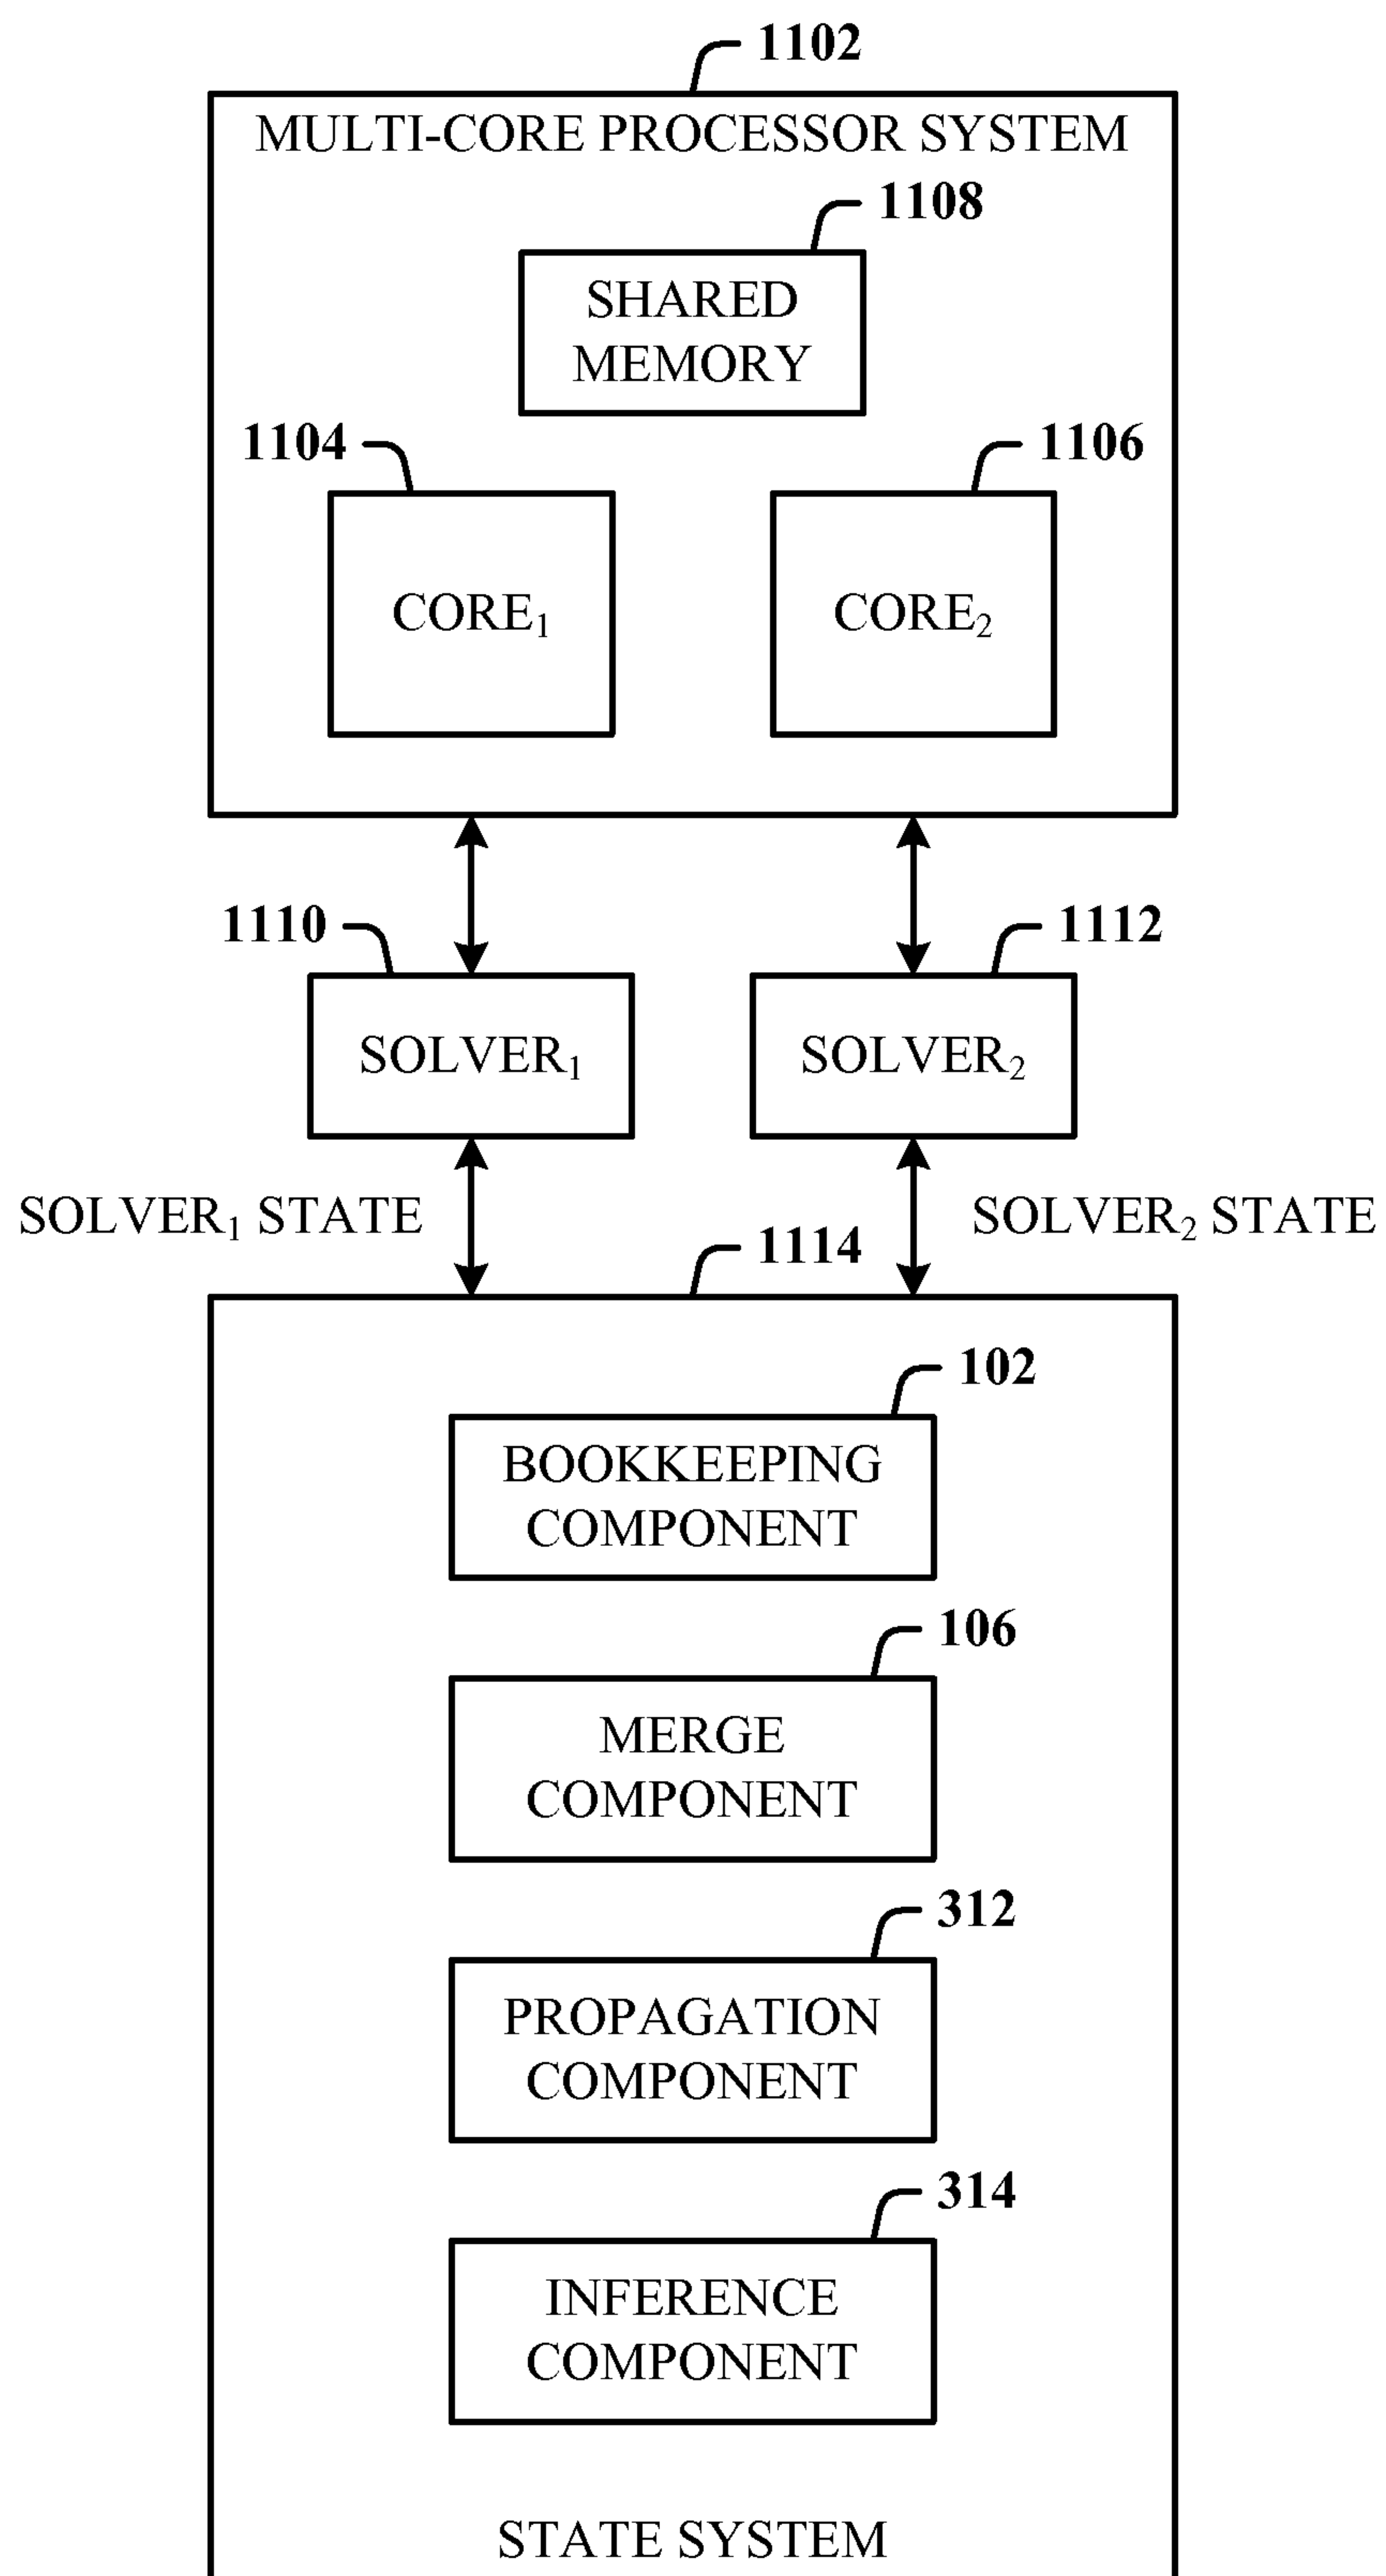 1102
MULTI-CORE PROCESSOR SYSTEM
1108
SHARED
MEMORY
1104
1106
CORE₁
CORE₂
1110
1112
SOLVER₁
SOLVER₂
SOLVER₁ STATE
SOLVER₂ STATE
1114
102
BOOKKEEPING
COMPONENT
106
MERGE
COMPONENT
312
PROPAGATION
COMPONENT
314
INFERENCE
COMPONENT
STATE SYSTEM